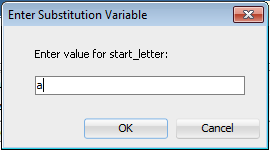 Enter Substitution Variable
Enter value for start_letter:
a
OK
Cancel